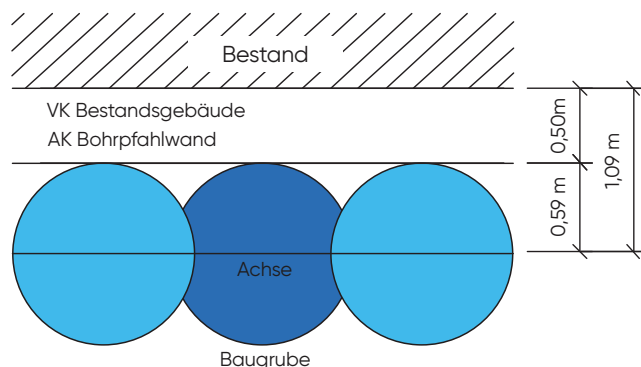 Bestand
VK Bestandsgebäude
AK Bohrpfahlwand
0,50m
0,59 m
1,09 m
Achse
Baugrube